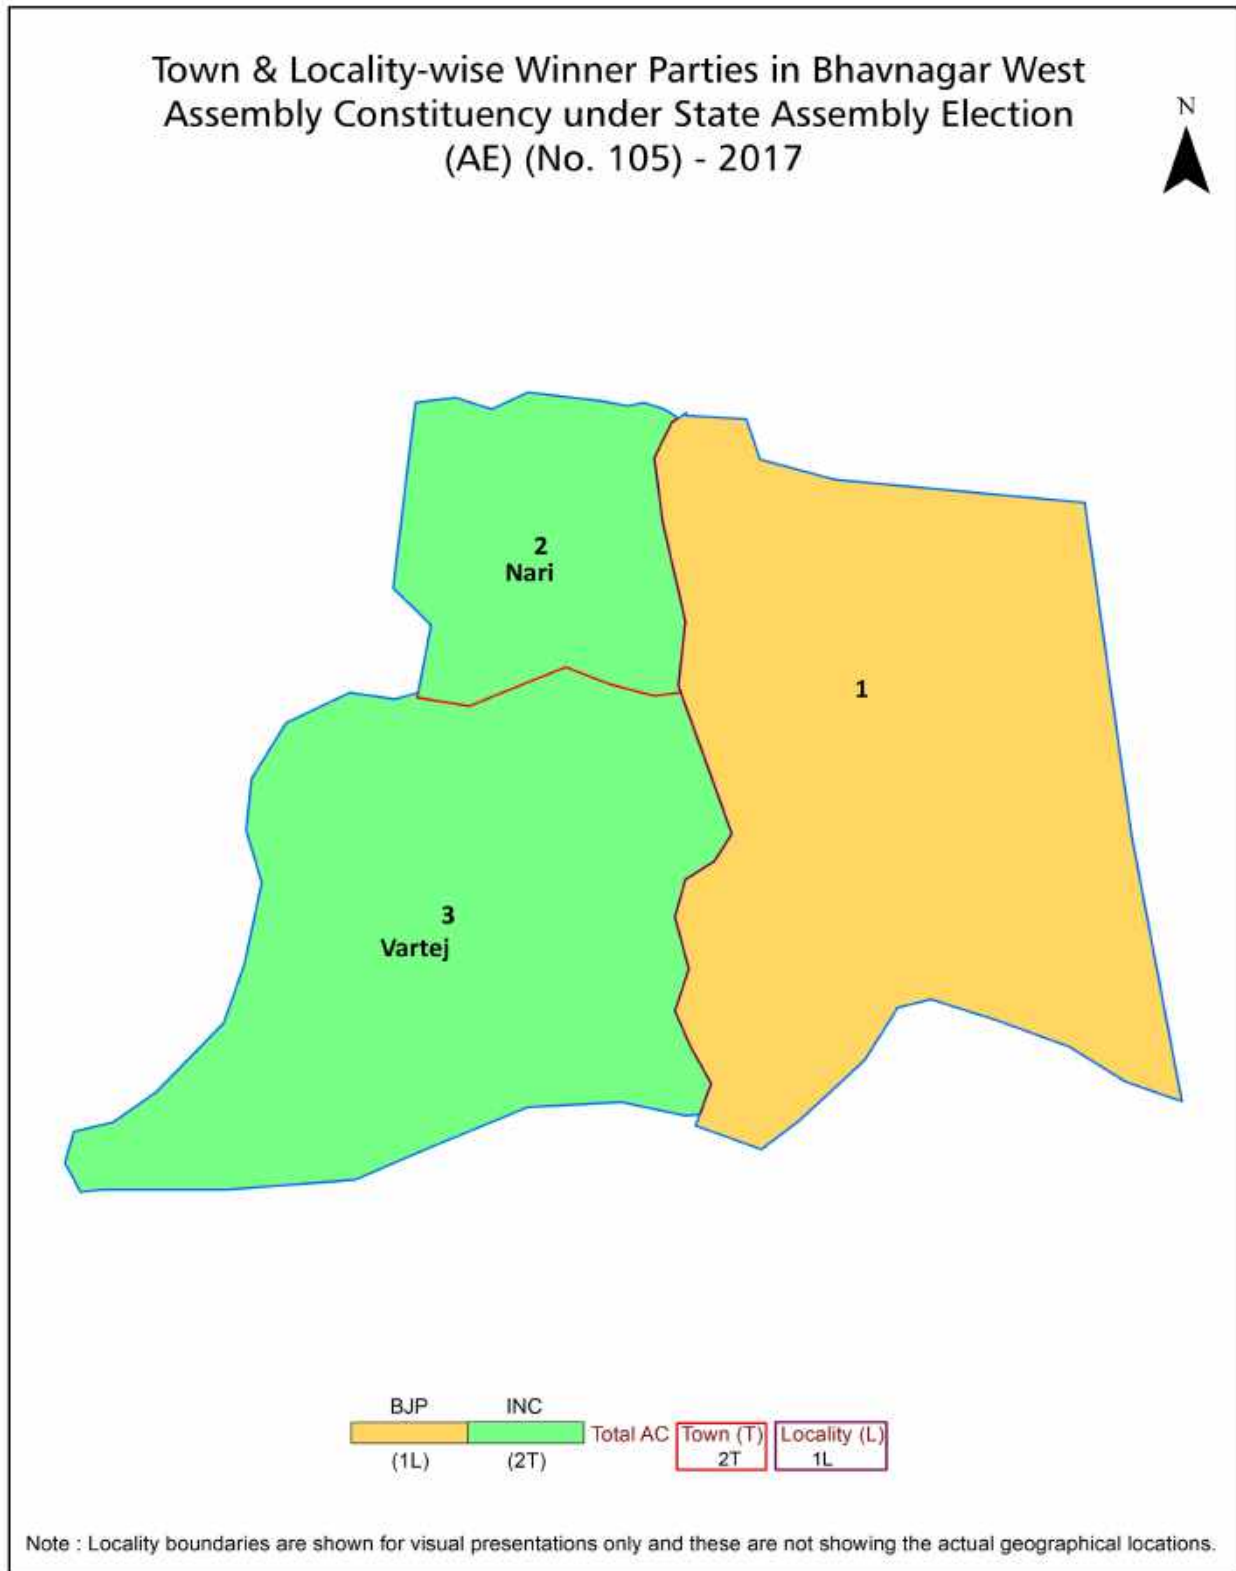 Town & Locality-wise Winner Parties in Bhavnagar West
Assembly Constituency under State Assembly Election
(AE) (No. 105) - 2017
N
2
Nari
1
3
Vartej
BJP INC
Total AC Town (T) Locality (L)
(1L) (2T) 2T 1L
Note : Locality boundaries are shown for visual presentations only and these are not showing the actual geographical locations.